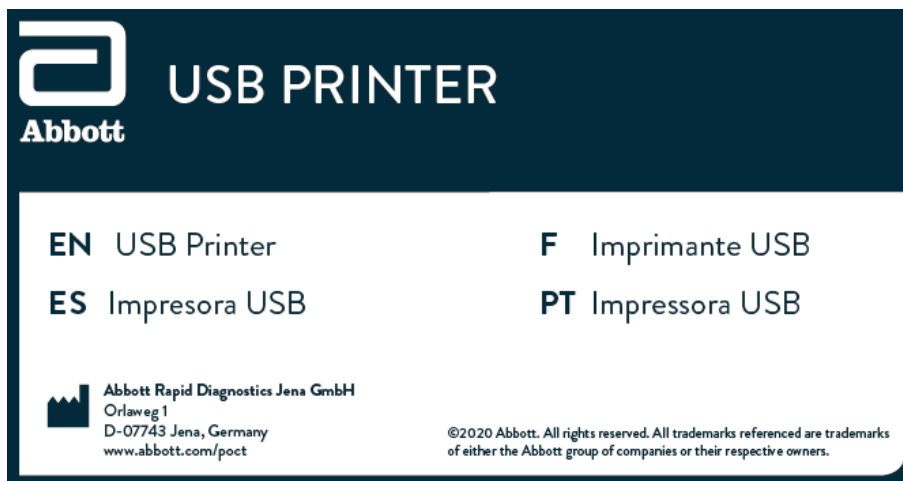 Abbott
USB PRINTER
EN USB Printer
F Imprimante USB
ES Impresora USB
PT Impressora USB
Abbott Rapid Diagnostics Jena GmbH
Orlaweg 1
D-07743 Jena, Germany
www.abbott.com/poct
©2020 Abbott. All rights reserved. All trademarks referenced are trademarks
of either the Abbott group of companies or their respective owners.